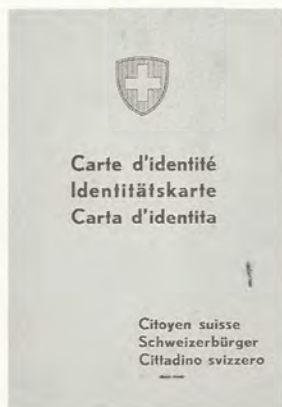 Carte d'identité
Identitätskarte
Carta d'identita
Citoyen suisse
Schweizerbürger
Cittadino svizzero